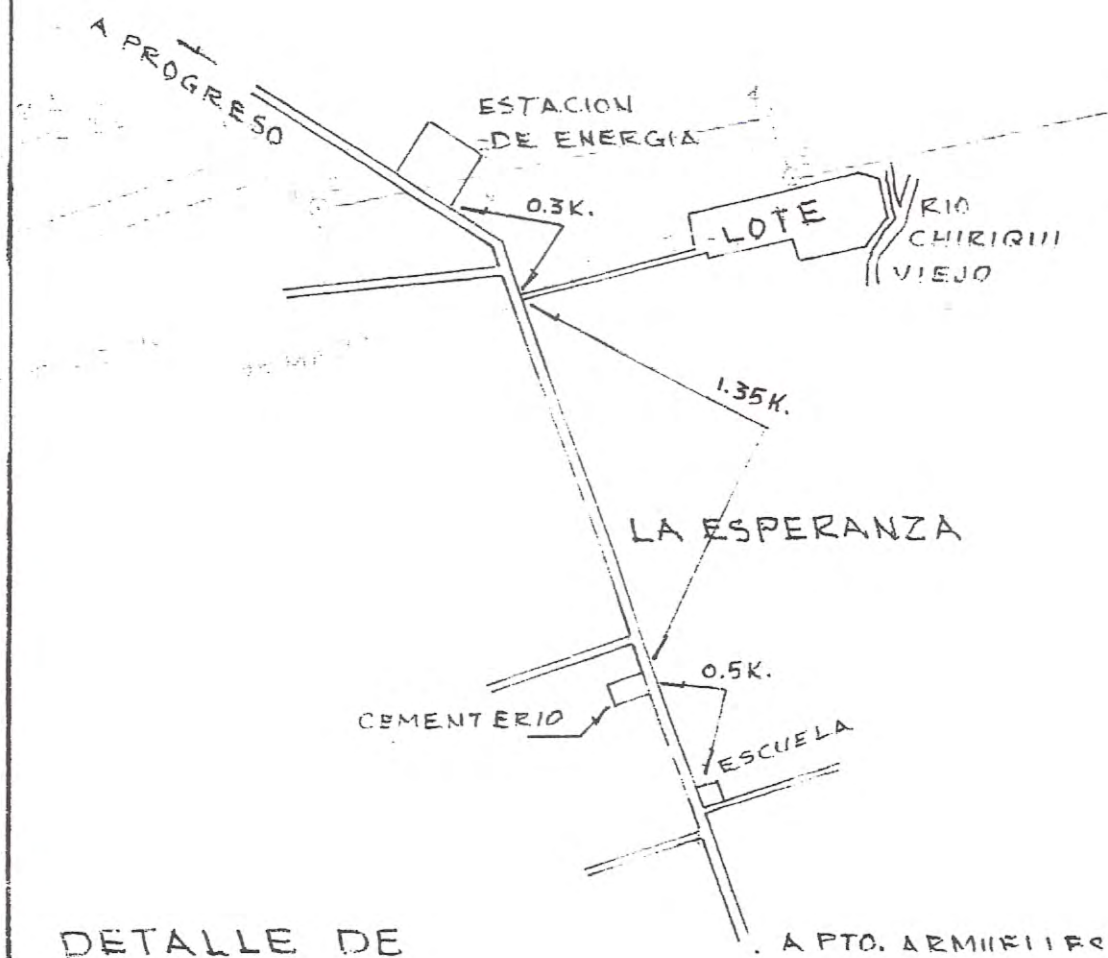 A PROGRESO
ESTACION
DE ENERGIA
0.3K.
LOTE
RIO
CHIRIQUI
VIEJO
1.35K.
LA ESPERANZA
0.5K.
CEMENTERIO
ESCUELA
DETALLE DE
A PTO. ARMUELLES